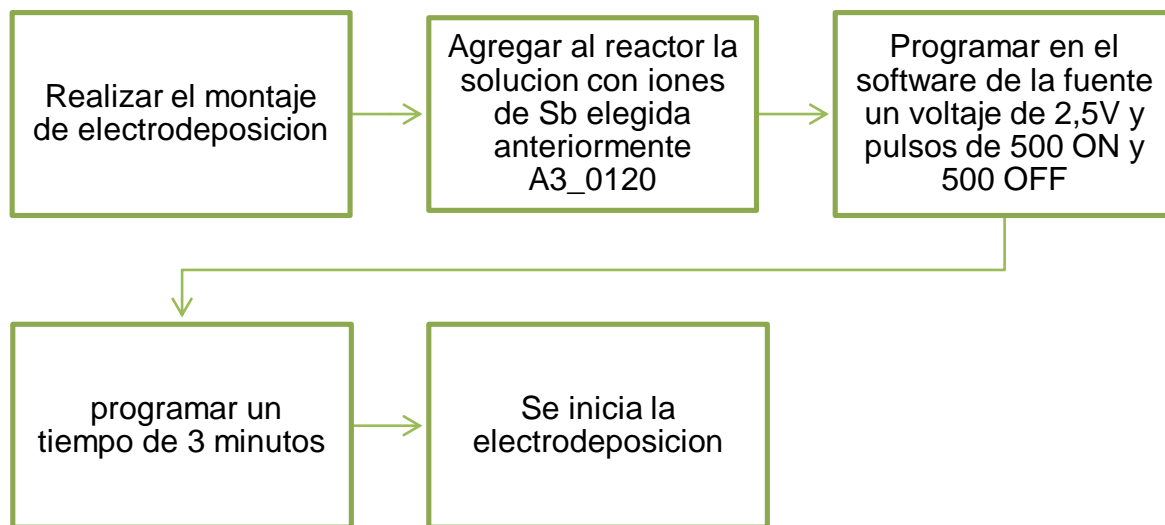 Realizar el montaje
de electrodeposicion
Agregar al reactor la
solucion con iones
de Sb elegida
anteriormente
A3_0120
Programar en el
software de la fuente
un voltaje de 2,5V y
pulsos de 500 ON y
500 OFF
programar un
tiempo de 3 minutos
Se inicia la
electrodeposicion